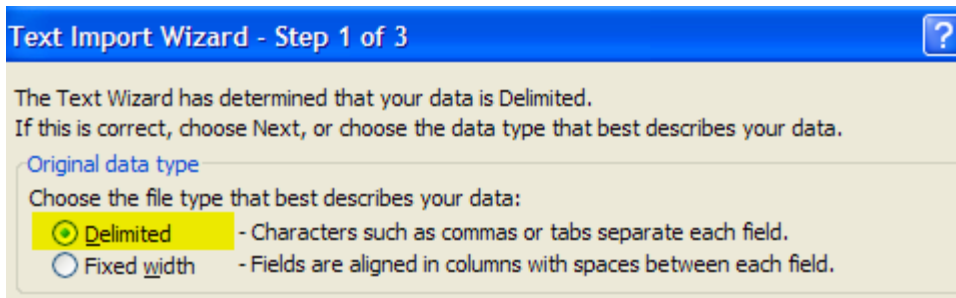 Text Import Wizard - Step 1 of 3 ?
The Text Wizard has determined that your data is Delimited.
If this is correct, choose Next, or choose the data type that best describes your data.
Original data type
Choose the file type that best describes your data:
Delimited - Characters such as commas or tabs separate each field.
Fixed width - Fields are aligned in columns with spaces between each field.